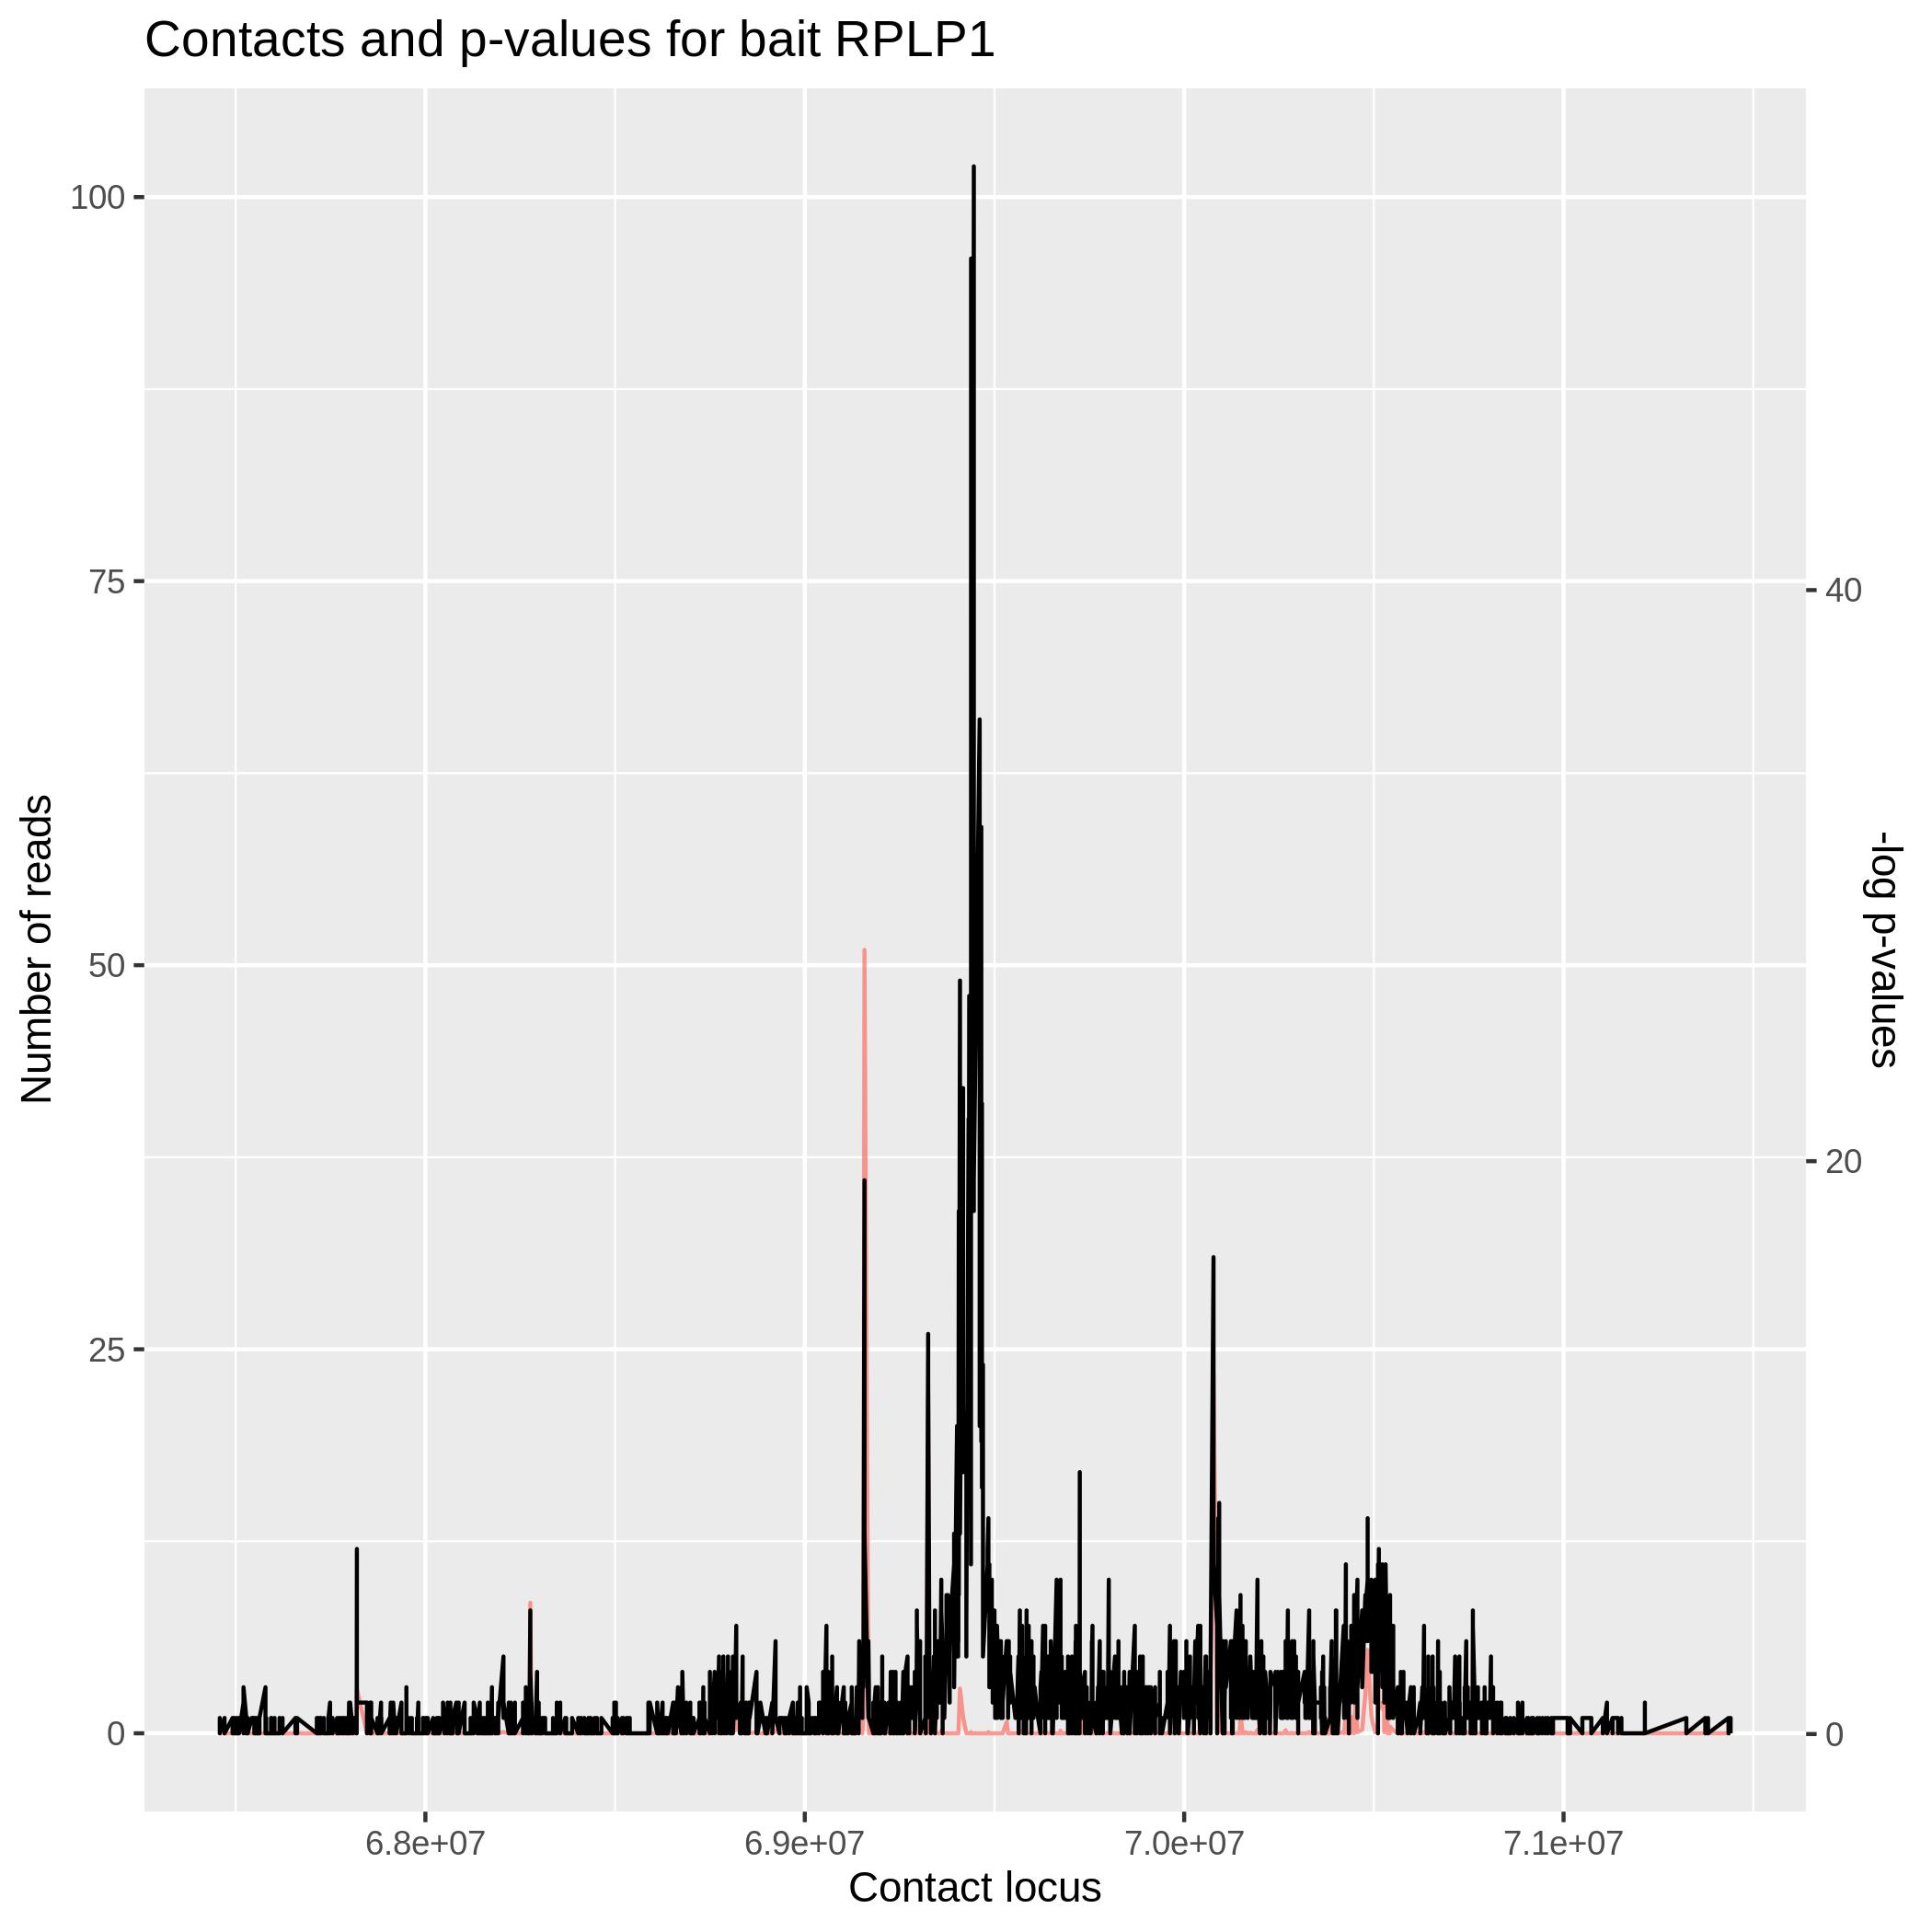 Contacts and p-values for bait RPLP1
100
75
50
25
0
Number of reads
40
20
0
-log p-values
6.8e+07
6.9e+07
7.0e+07
7.1e+07
Contact locus